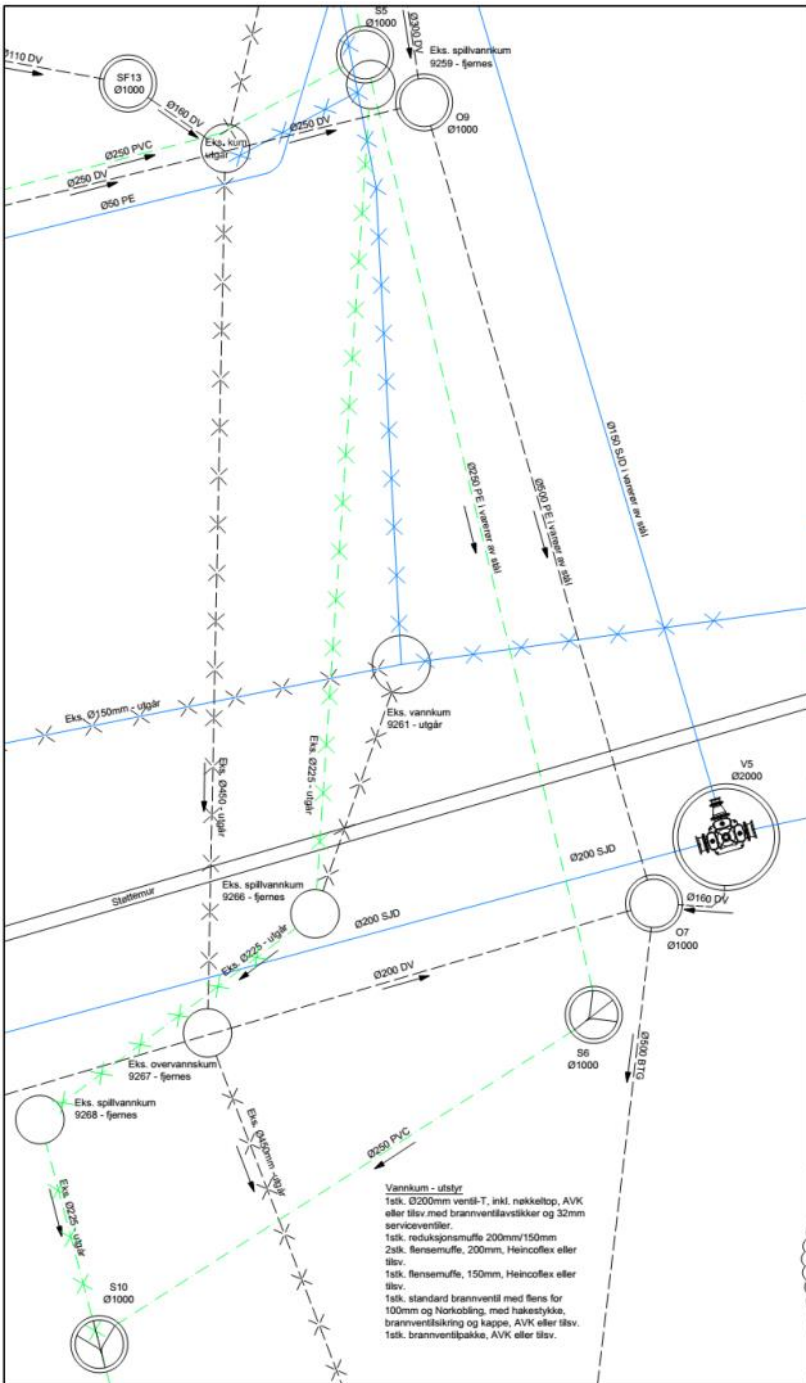 S5
Ø1000
Ø300 DV
Eks. spillvannkum
9259 - fjernes
Ø110 DV
SF13
Ø1000
Ø160 DV
Ø250 DV
O9
Ø1000
Eks. kum
utgår
Ø250 PVC
Ø250 DV
Ø50 PE
Ø150 SJD i varerør av stål
Ø250 PE i varerør av stål
Ø500 PE i varerør av stål
Eks. Ø150mm - utgår
Eks. vannkum
9261 - utgår
Eks. Ø225 - utgår
Eks. Ø450 - utgår
V5
Ø2000
Støttemur
Eks. spillvannkum
9266 - fjernes
Ø200 SJD
Ø200 SJD
Ø160 DV
O7
Ø1000
Eks. Ø225 - utgår
Ø200 DV
S6
Ø1000
Ø500 BTG
Eks. overvannskum
9267 - fjernes
Eks. spillvannkum
9268 - fjernes
Eks. Ø450mm -utgår
Ø250 PVC
Eks. Ø225 - utgår
S10
Ø1000
Vannkum - utstyr
1stk. Ø200mm ventil-T, inkl. nøkkeltop, AVK
eller tilsv.med brannventilavstikker og 32mm
serviceventiler.
1stk. reduksjonsmuffe 200mm/150mm
2stk. flensemuffe, 200mm, Heincoflex eller
tilsv.
1stk. flensemuffe, 150mm, Heincoflex eller
tilsv.
1stk. standard brannventil med flens for
100mm og Norkobling, med hakestykke,
brannventilsikring og kappe, AVK eller tilsv.
1stk. brannventilpakke, AVK eller tilsv.